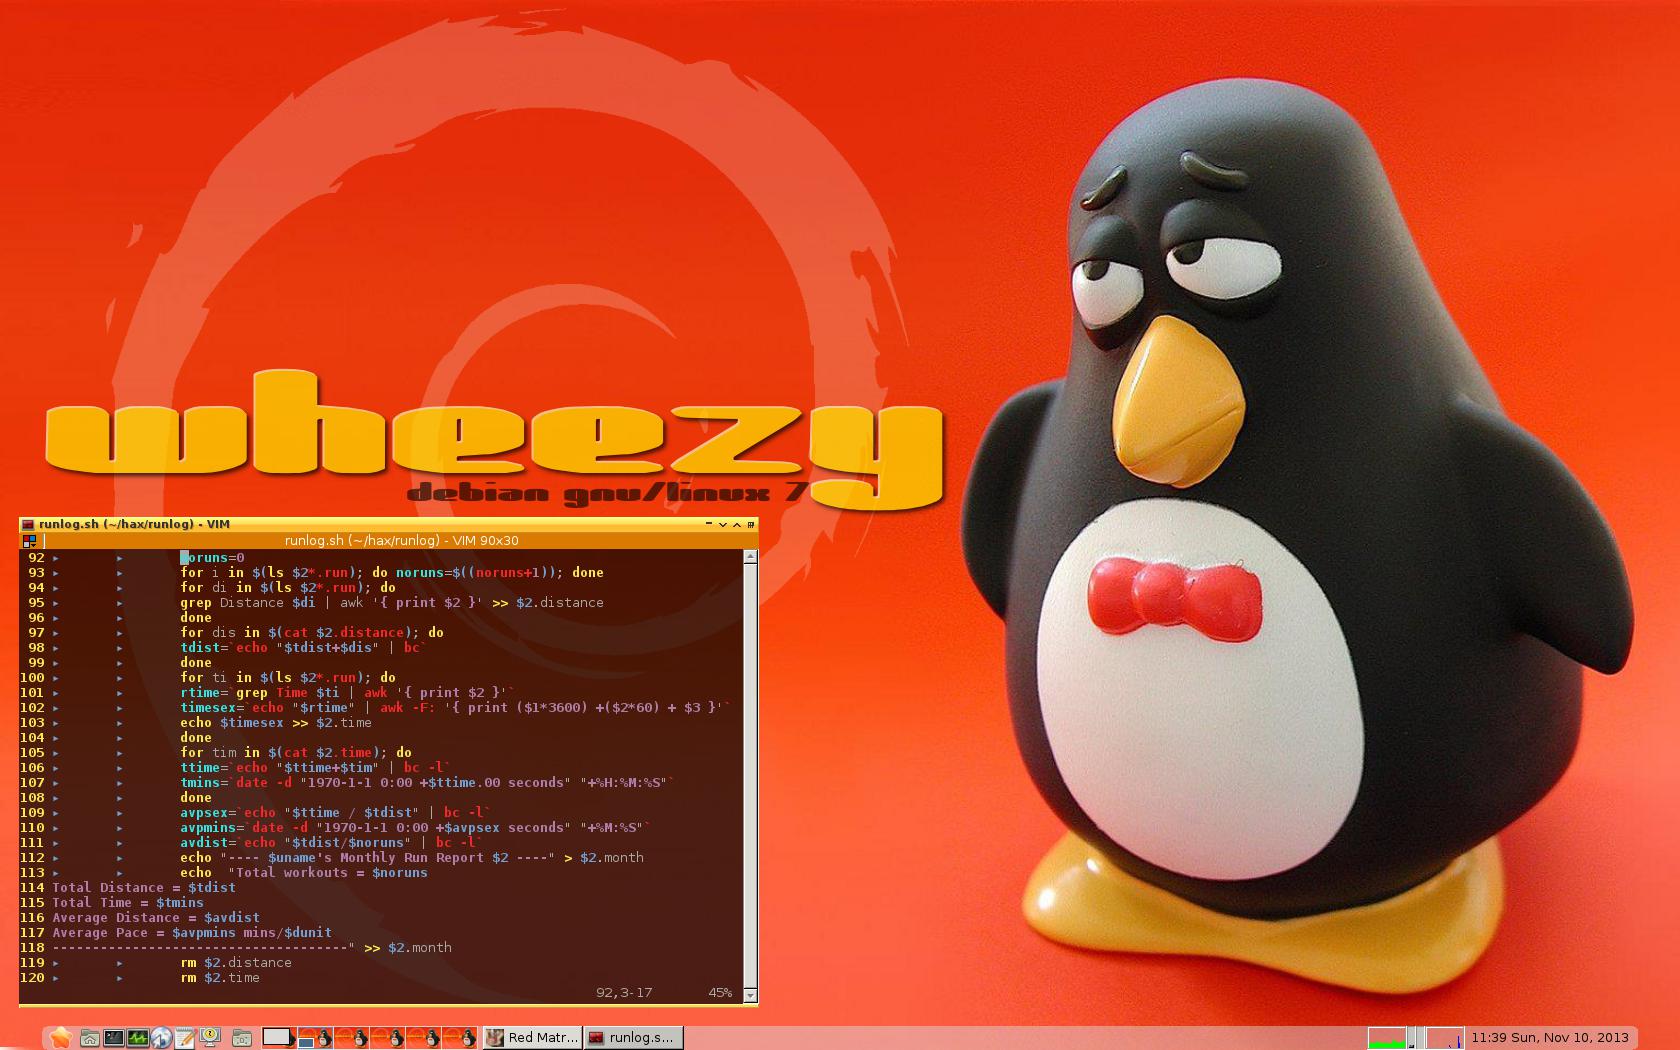 wheezy
debian gnu/linux 7
runlog.sh (~/hax/runlog) - VIM
runlog.sh (~/hax/runlog) - VIM 90x30
92 noruns=0
93 for i in $(ls $2*.run); do noruns=$((noruns+1)); done
94 for di in $(ls $2*.run); do
95 grep Distance $di | awk '{ print $2 }' >> $2.distance
96 done
97 for dis in $(cat $2.distance); do
98 tdist=`echo "$tdist+$dis" | bc`
99 done
100 for ti in $(ls $2*.run); do
101 rtime=`grep Time $ti | awk '{ print $2 }'`
102 timesex=`echo "$rtime" | awk -F: '{ print ($1*3600) +($2*60) + $3 }'`
103 echo $timesex >> $2.time
104 done
105 for tim in $(cat $2.time); do
106 ttime=`echo "$ttime+$tim" | bc -l`
107 tmins=`date -d "1970-1-1 0:00 +$ttime.00 seconds" "+%H:%M:%S"`
108 done
109 avpsex=`echo "$ttime / $tdist" | bc -l`
110 avpmins=`date -d "1970-1-1 0:00 +$avpsex seconds" "+%M:%S"`
111 avdist=`echo "$tdist/$noruns" | bc -l`
112 echo "---- $uname's Monthly Run Report $2 ----" > $2.month
113 echo  "Total workouts = $noruns
114 Total Distance = $tdist
115 Total Time = $tmins
116 Average Distance = $avdist
117 Average Pace = $avpmins mins/$dunit
118 -------------------------------------" >> $2.month
119 rm $2.distance
120 rm $2.time
92,3-17 45%
Red Matr... runlog.s... 11:39 Sun, Nov 10, 2013